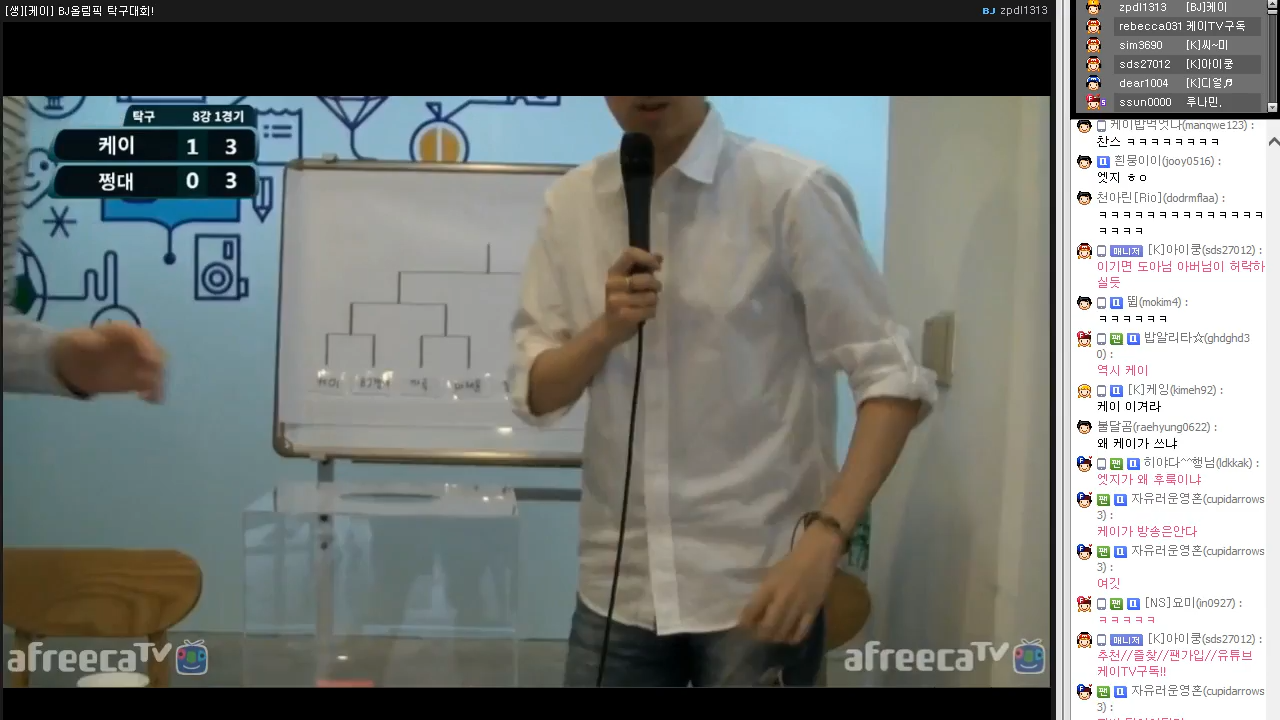 [생][케이] BJ올림픽 탁구대회!
BJ zpdl1313
탁구 8강 1경기
케이 1 3
쩡대 0 3
케이
afreecaTV
afreecaTV
zpdl1313 [BJ]케이
rebecca031 케이TV구독
sim3690 [K]씨~미
sds27012 [K]아이쿵
dear1004 [K]디엘♬
ssun0000 후나민,
케이밥먹엇나(manqwe123) :
찬스 ㅋㅋㅋㅋㅋㅋㅋㅋ
흰뭉이이(jooy0516) :
엣지 ㅎㅇ
천아린[Rio](dodrmflaa) :
ㅋㅋㅋㅋㅋㅋㅋㅋㅋㅋㅋㅋㅋ
ㅋㅋㅋㅋ
매니저 [K]아이쿵(sds27012) :
이기면 도아님 아버님이 허락하
실듯
뚭(mokim4) :
ㅋㅋㅋㅋㅋㅋ
팬 밥알리타☆(ghdghd3
0) :
역시 케이
[K]케잉(kimeh92) :
케이 이겨라
불달곰(raehyung0622) :
왜 케이가 쓰냐
팬 히야다^^행님(ldkkak) :
엣지가 왜 후룩이냐
팬 자유러운영혼(cupidarrows
3) :
케이가 방송은안다
팬 자유러운영혼(cupidarrows
3) :
여깃
팬 [NS]요미(in0927) :
ㅋㅋㅋㅋㅋ
매니저 [K]아이쿵(sds27012) :
추천//즐찾//팬가입//유튜브
케이TV구독!!
팬 자유러운영혼(cupidarrows
3) :